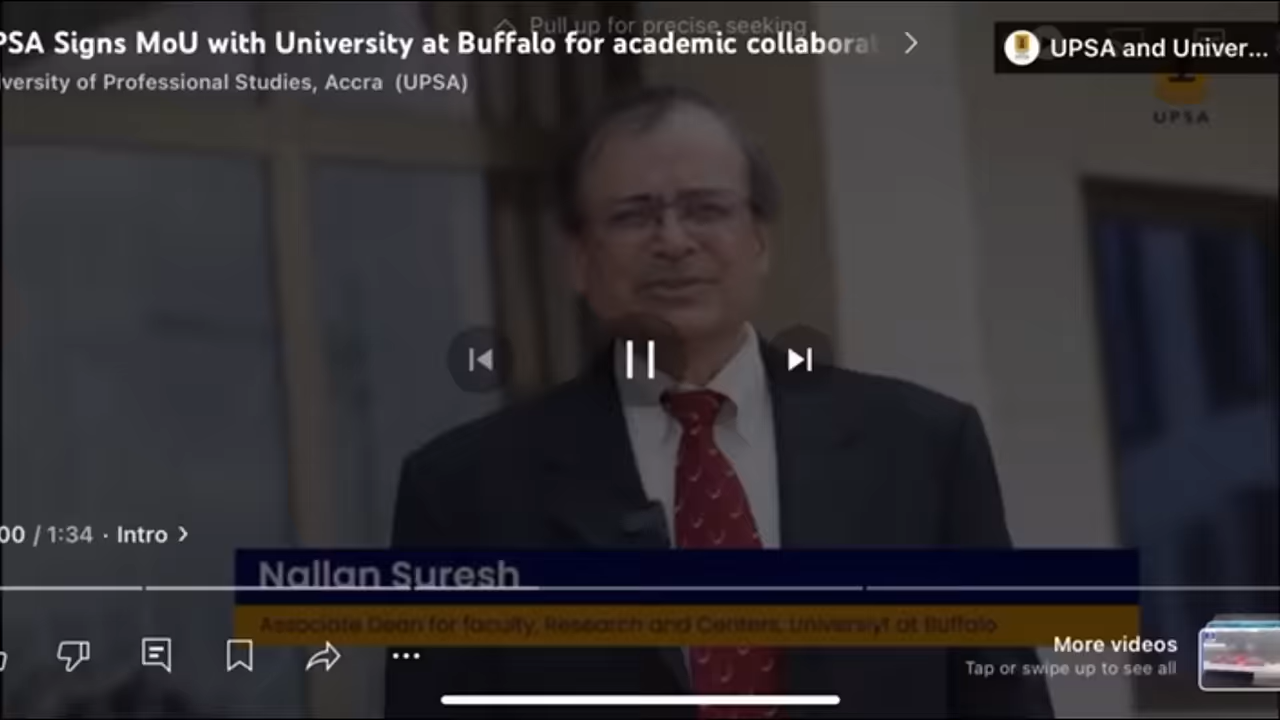 Pull up for precise seeking
PSA Signs MoU with University at Buffalo for academic collaborat
UPSA and Univer...
versity of Professional Studies, Accra (UPSA)
UPSA
00 / 1:34 · Intro
Nallan Suresh
Associate Dean for faculty, Research and Centers, Universiyt at Buffalo
More videos
Tap or swipe up to see all